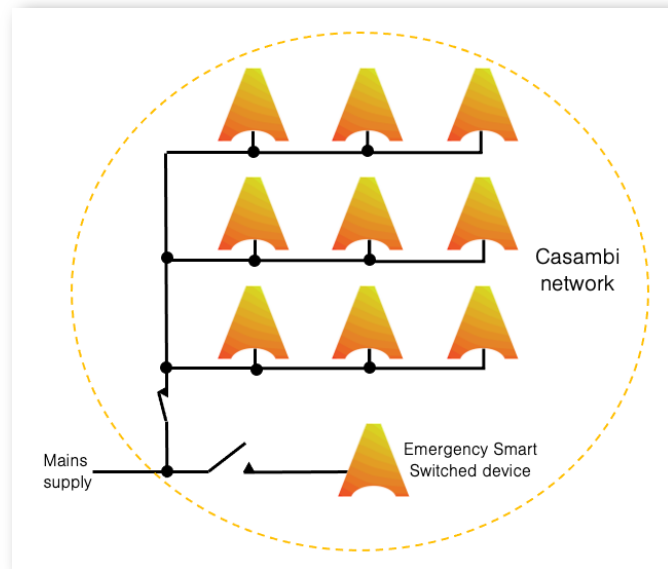 Casambi
network
Mains
supply
Emergency Smart
Switched device